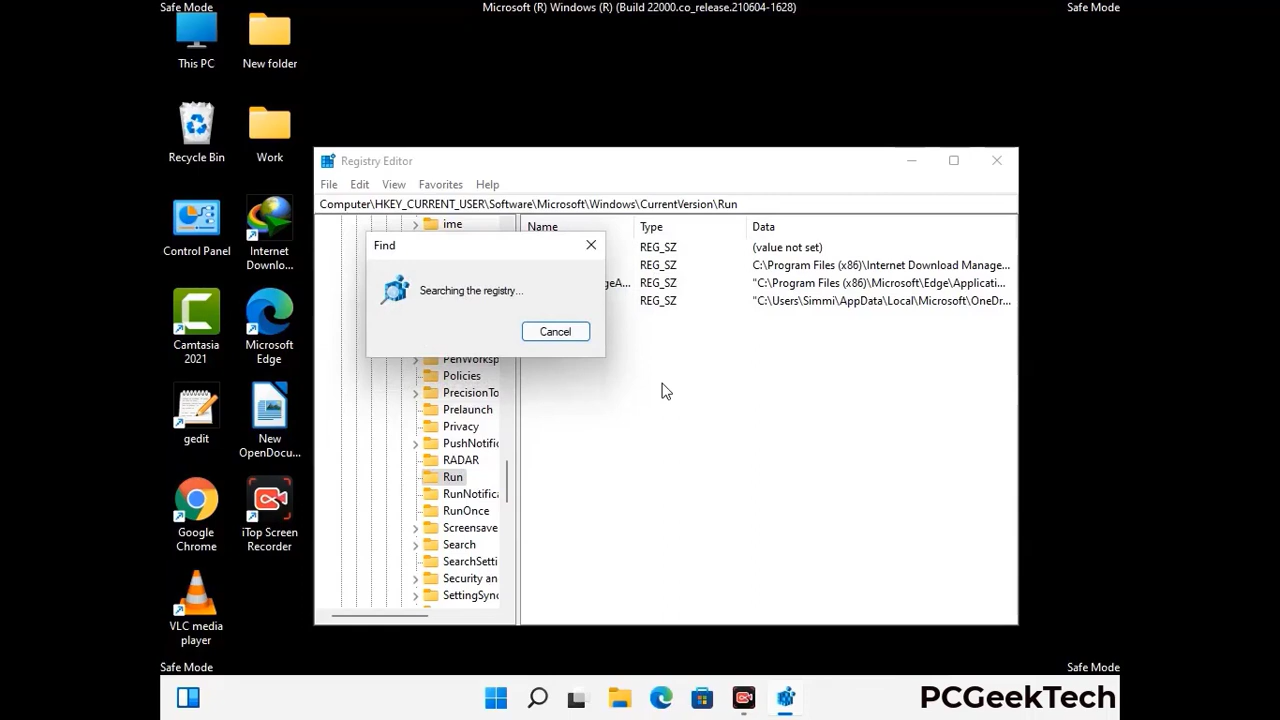 Safe Mode
Microsoft (R) Windows (R) (Build 22000.co_release.210604-1628)
Safe Mode
This PC
New folder
Recycle Bin
Work
Control Panel
Internet
Downlo...
Camtasia
2021
Microsoft
Edge
gedit
New
OpenDocu...
Google
Chrome
iTop Screen
Recorder
VLC media
player
Registry Editor
File Edit View Favorites Help
Computer\HKEY_CURRENT_USER\Software\Microsoft\Windows\CurrentVersion\Run
ime
Policies
PrecisionTo
Prelaunch
Privacy
PushNotific
RADAR
Run
RunNotifica
RunOnce
Screensave
Search
SearchSetti
Security an
SettingSync
Name Type Data
REG_SZ (value not set)
REG_SZ C:\Program Files (x86)\Internet Download Manage...
geA... REG_SZ "C:\Program Files (x86)\Microsoft\Edge\Applicati...
REG_SZ "C:\Users\Simmi\AppData\Local\Microsoft\OneDr...
Find
Searching the registry...
Cancel
Safe Mode
Safe Mode
PCGeekTech